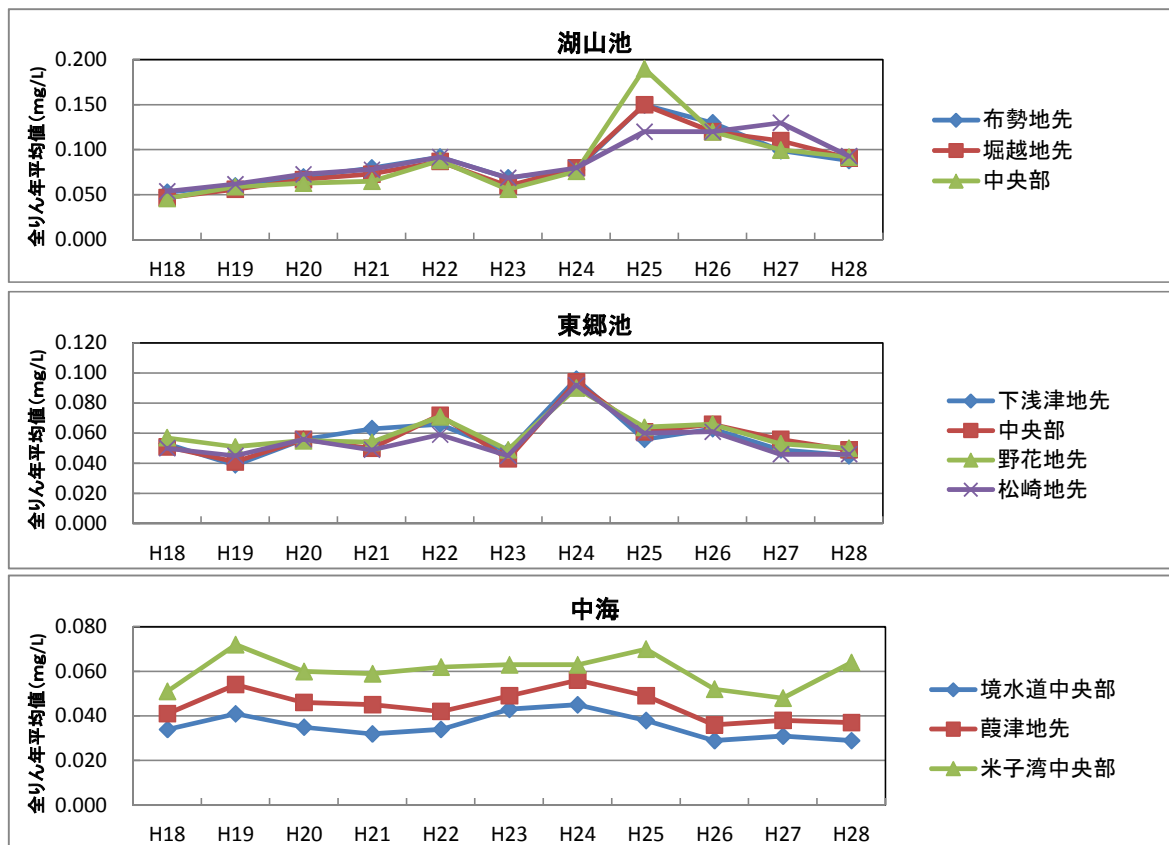 湖山池
全りん年平均値(mg/L)
0.200
0.150
0.100
0.050
0.000
H18 H19 H20 H21 H22 H23 H24 H25 H26 H27 H28
布勢地先
堀越地先
中央部
東郷池
全りん年平均値(mg/L)
0.120
0.100
0.080
0.060
0.040
0.020
0.000
H18 H19 H20 H21 H22 H23 H24 H25 H26 H27 H28
下浅津地先
中央部
野花地先
松崎地先
中海
全りん年平均値(mg/L)
0.080
0.060
0.040
0.020
0.000
H18 H19 H20 H21 H22 H23 H24 H25 H26 H27 H28
境水道中央部
葭津地先
米子湾中央部